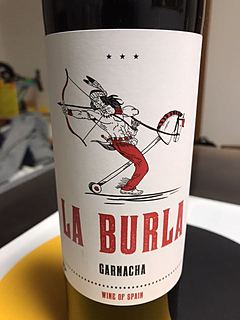 LA BURLA
GARNACHA
WINE OF SPAIN